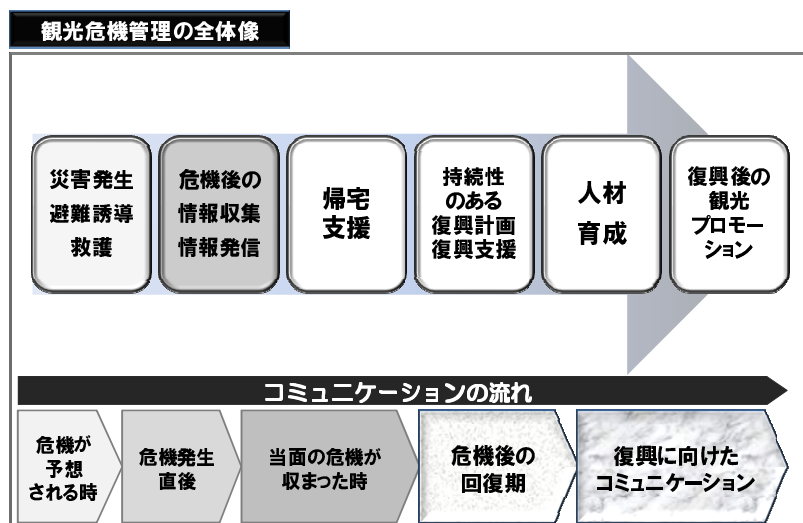 観光危機管理の全体像
災害発生
避難誘導
救護
危機後の
情報収集
情報発信
帰宅
支援
持続性
のある
復興計画
復興支援
人材
育成
復興後の
観光
プロモー
ション
コミュニケーションの流れ
危機が
予想
される時
危機発生
直後
当面の危機が
収まった時
危機後の
回復期
復興に向けた
コミュニケーション